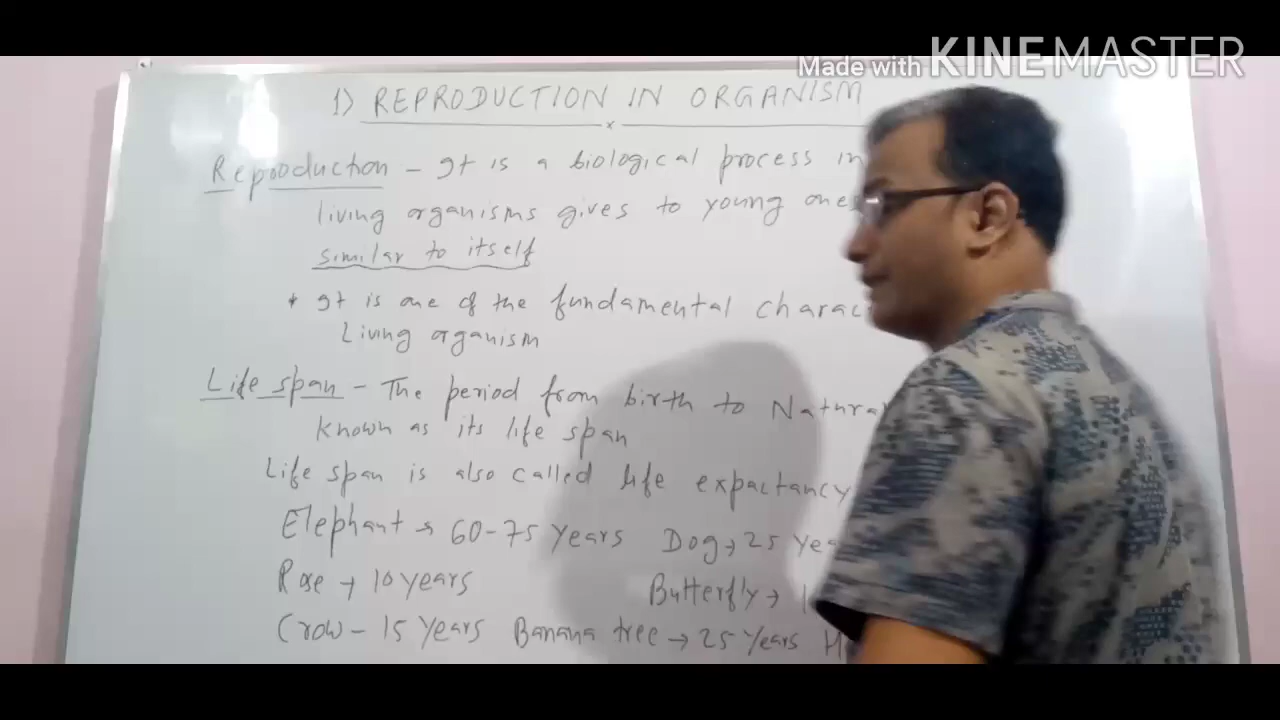 Made with KINEMASTER
1) REPRODUCTION IN ORGANISM
x
Reproduction - It is a biological process in
living organisms gives to young ones
similar to itself
* It is one of the fundamental charac
Living organism
Life span - The period from birth to Natura
known as its life span
Life span is also called life expactancy
Elephant → 60-75 years Dog → 25 yea
Rose → 10 years Butterfly → 1
Crow - 15 years Banana tree → 25 years H